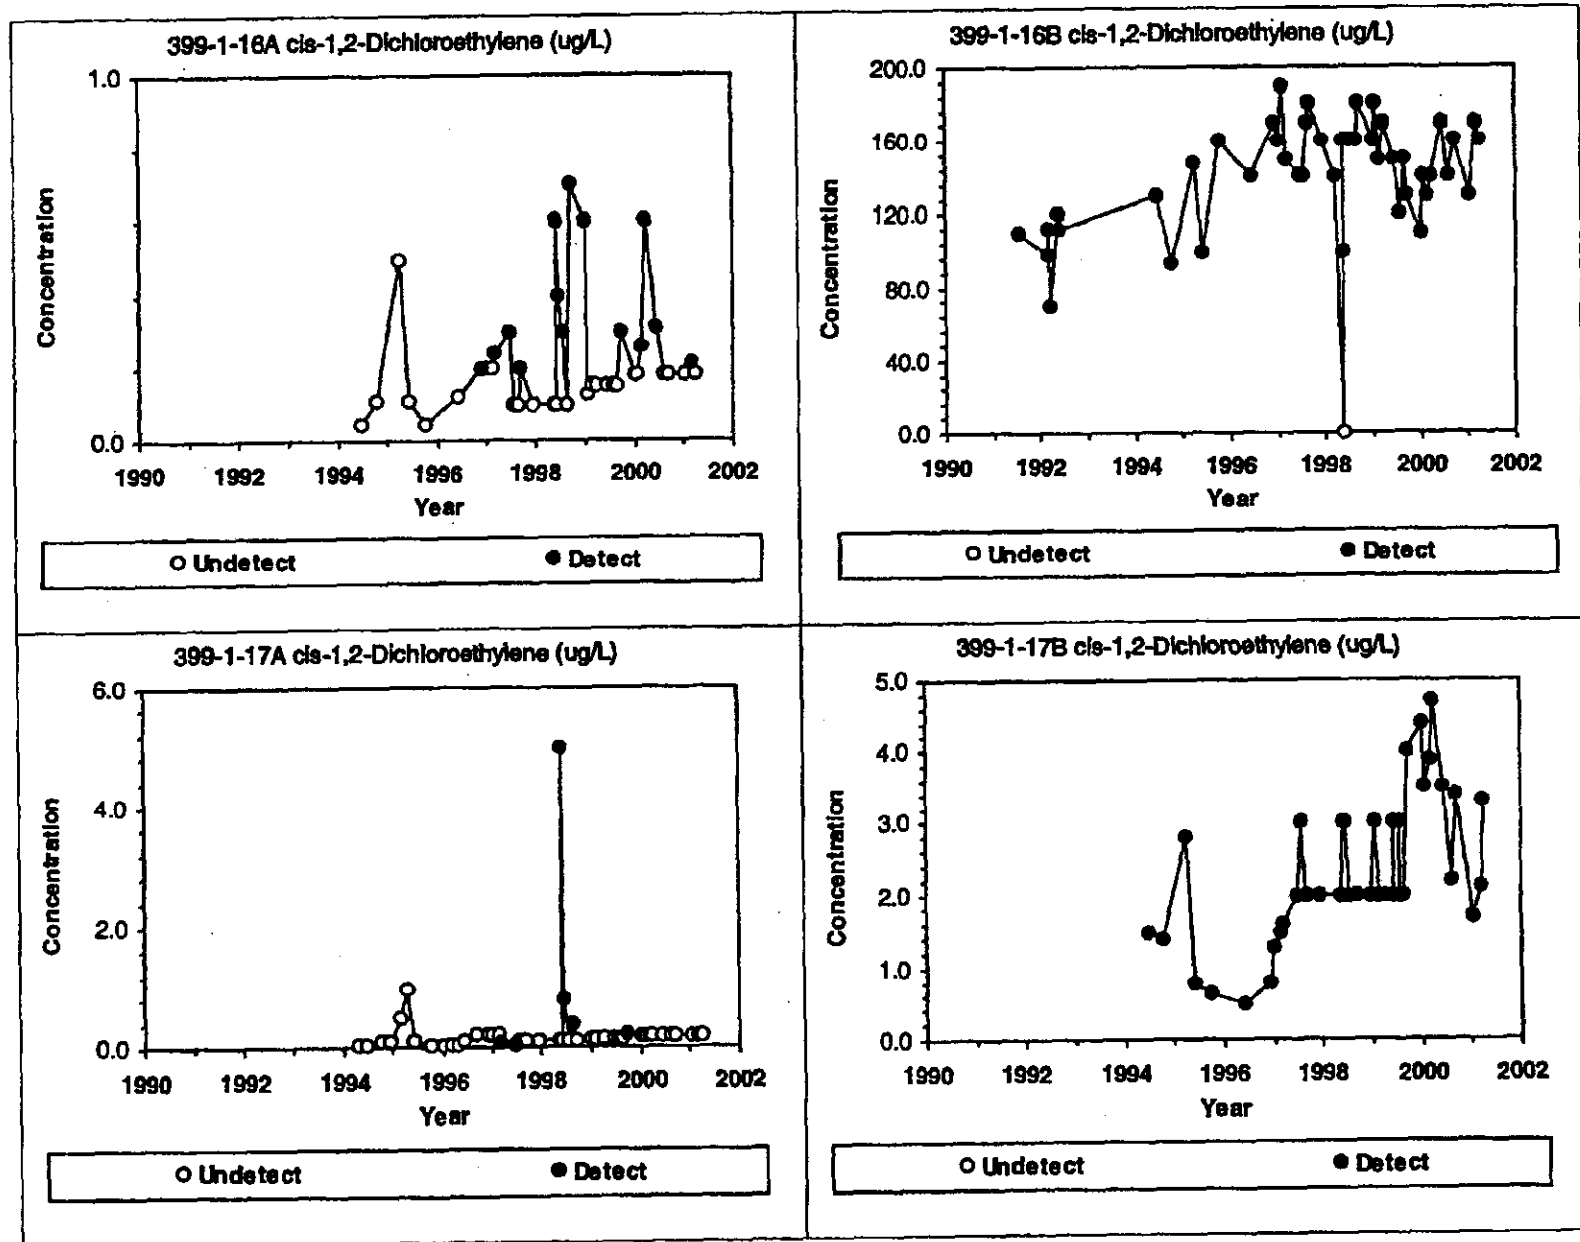 399-1-16A cis-1,2-Dichloroethylene (ug/L)
1.0
0.0
Concentration
1990 1992 1994 1996 1998 2000 2002
Year
Undetect Detect
399-1-16B cis-1,2-Dichloroethylene (ug/L)
200.0
160.0
120.0
80.0
40.0
0.0
Concentration
1990 1992 1994 1996 1998 2000 2002
Year
Undetect Detect
399-1-17A cis-1,2-Dichloroethylene (ug/L)
6.0
4.0
2.0
0.0
Concentration
1990 1992 1994 1996 1998 2000 2002
Year
Undetect Detect
399-1-17B cis-1,2-Dichloroethylene (ug/L)
5.0
4.0
3.0
2.0
1.0
0.0
Concentration
1990 1992 1994 1996 1998 2000 2002
Year
Undetect Detect